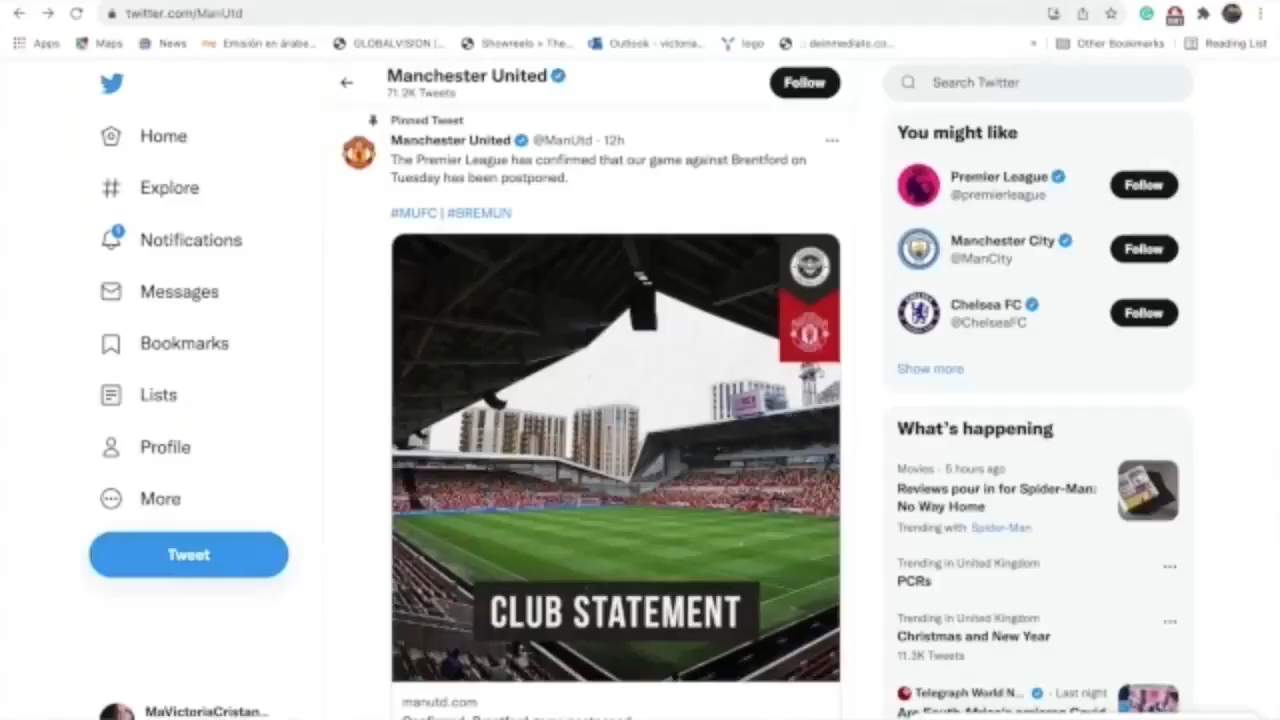 twitter.com/ManUtd
Apps
Maps
News
Emisión en árabe...
GLOBALVISION |...
Showreels » The...
Outlook – victoria...
logo
:: deinmediato.co...
»
Other Bookmarks
Reading List
Home
Explore
Notifications
Messages
Bookmarks
Lists
Profile
More
Tweet
MaVictoriaCristan...
Manchester United
71.2K Tweets
Follow
Pinned Tweet
Manchester United @ManUtd · 12h
The Premier League has confirmed that our game against Brentford on
Tuesday has been postponed.
#MUFC | #BREMUN
CLUB STATEMENT
manutd.com
Search Twitter
You might like
Premier League
@premierleague
Follow
Manchester City
@ManCity
Follow
Chelsea FC
@ChelseaFC
Follow
Show more
What's happening
Movies · 5 hours ago
Reviews pour in for Spider-Man:
No Way Home
Trending with Spider-Man
Trending in United Kingdom
PCRs
Trending in United Kingdom
Christmas and New Year
11.3K Tweets
Telegraph World N... · Last night